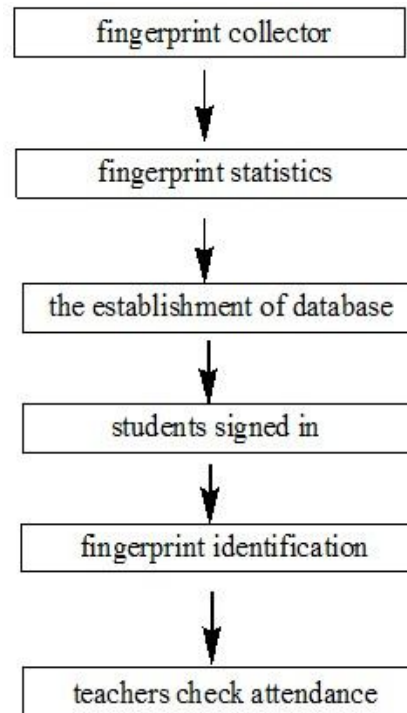 fingerprint collector
fingerprint statistics
the establishment of database
students signed in
fingerprint identification
teachers check attendance